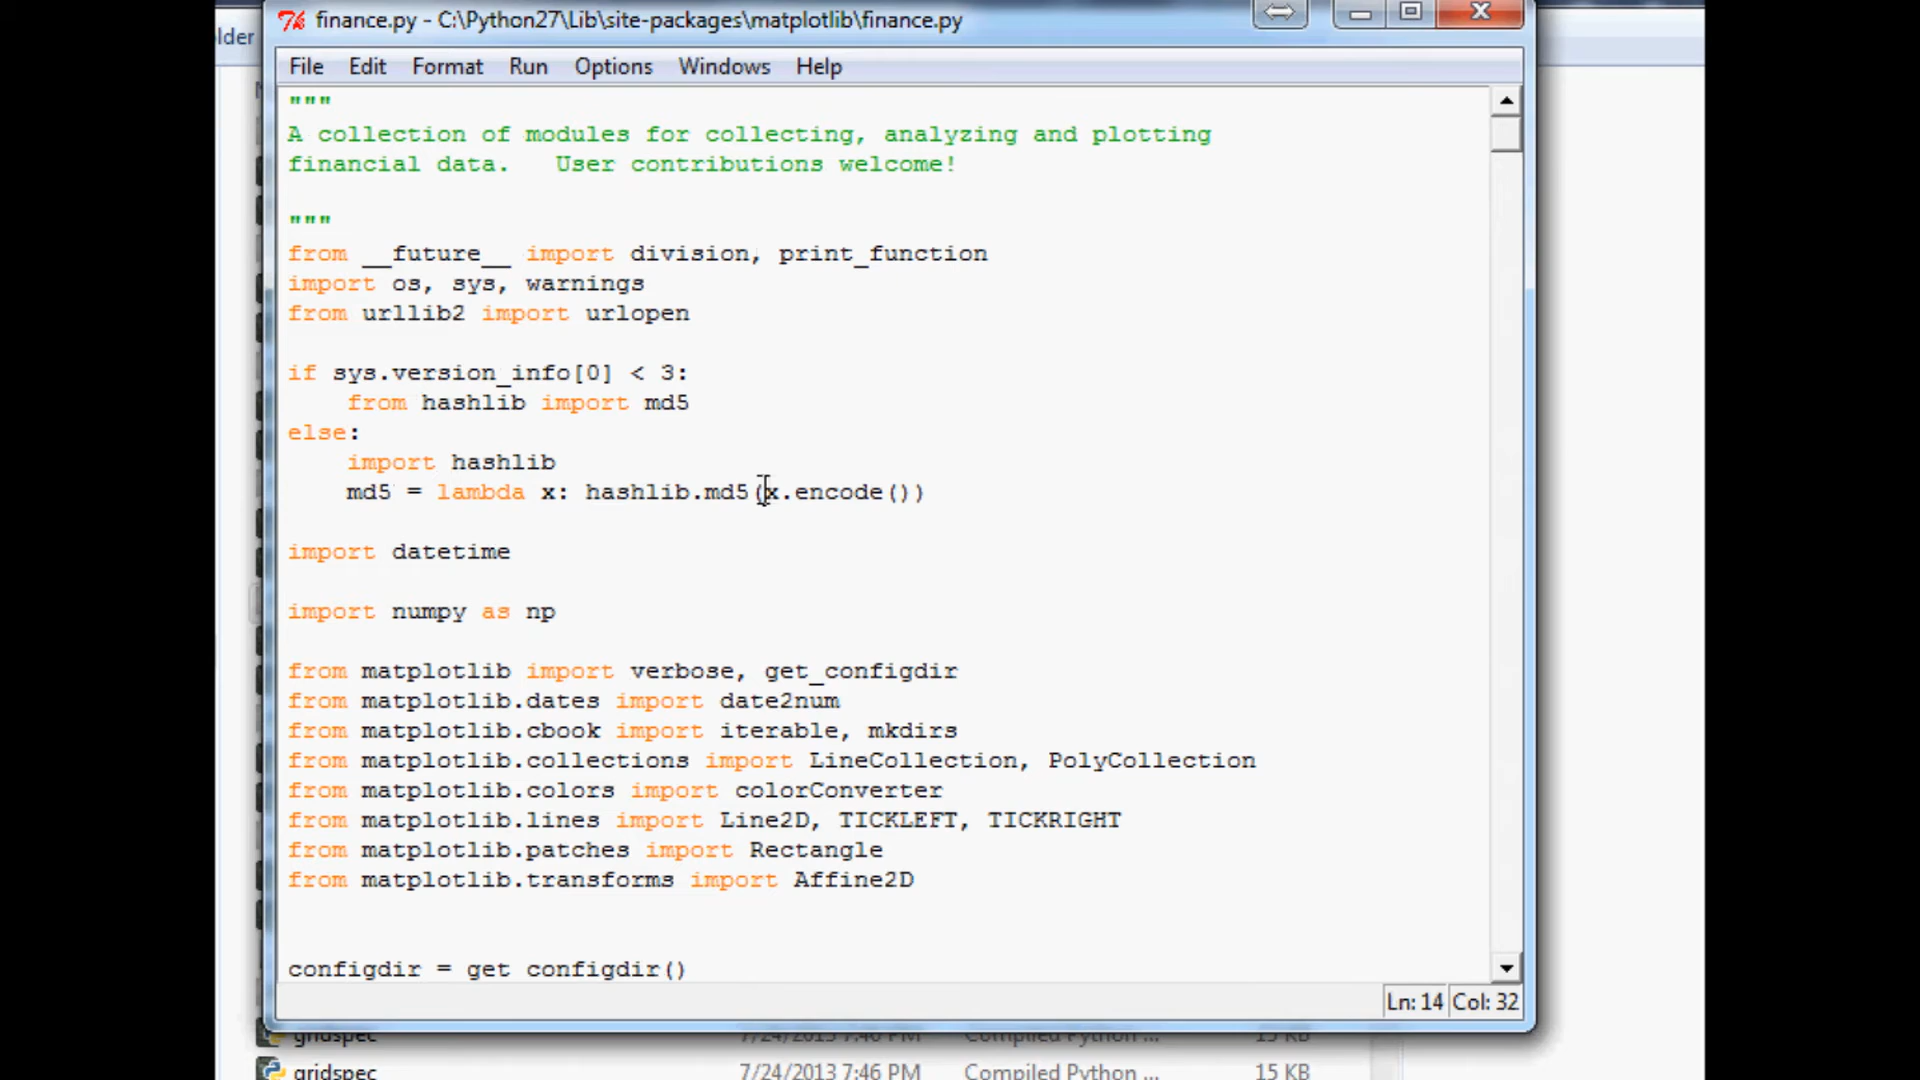 finance.py - C:\Python27\Lib\site-packages\matplotlib\finance.py
older
File Edit Format Run Options Windows Help
"""
A collection of modules for collecting, analyzing and plotting
financial data.   User contributions welcome!
"""
from __future__ import division, print_function
import os, sys, warnings
from urllib2 import urlopen
if sys.version_info[0] < 3:
    from hashlib import md5
else:
    import hashlib
    md5 = lambda x: hashlib.md5(x.encode())
import datetime
import numpy as np
from matplotlib import verbose, get_configdir
from matplotlib.dates import date2num
from matplotlib.cbook import iterable, mkdirs
from matplotlib.collections import LineCollection, PolyCollection
from matplotlib.colors import colorConverter
from matplotlib.lines import Line2D, TICKLEFT, TICKRIGHT
from matplotlib.patches import Rectangle
from matplotlib.transforms import Affine2D
configdir = get_configdir()
Ln: 14 Col: 32
gridspec 7/24/2013 7:46 PM Compiled Python ... 15 KB
gridspec 7/24/2013 7:46 PM Compiled Python ... 15 KB